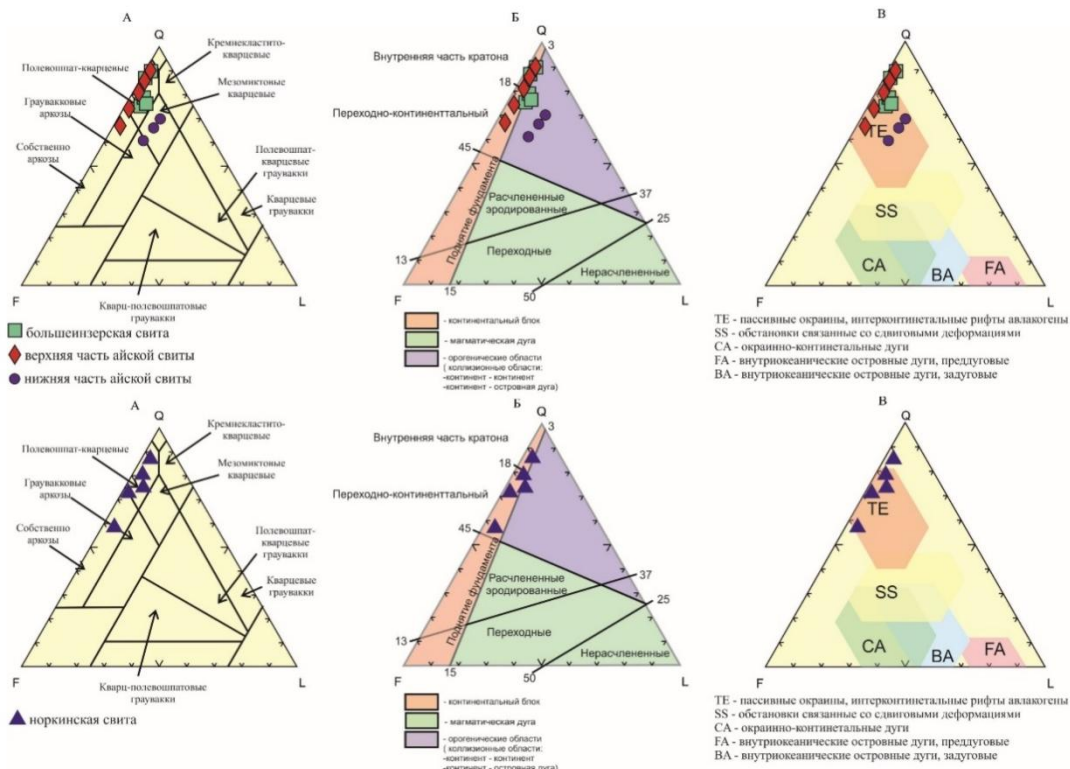 А
Q
Кремнекластито-
кварцевые
Полевошпат-кварцевые
Мезомиктовые
кварцевые
Граувакковые
аркозы
Собственно
аркозы
Полевошпат-
кварцевые
граувакки
Кварцевые
граувакки
F
L
Кварц-полевошпатовые
граувакки
большеинзерская свита
верхняя часть айской свиты
нижняя часть айской свиты
Б
Q
3
Внутренняя часть кратона
18
Переходно-континенттальный
45
37
Расчлененные
эродированные
25
Поднятие фундамента
Переходные
13
Нерасчлененные
F
15
50
L
- континентальный блок
- магматическая дуга
- орогенические области
( коллизионные области:
-континент - континент
-континент - островная дуга)
В
Q
TE
SS
CA
BA
FA
F
L
TE - пассивные окраины, интерконтинетальные рифты авлакогены
SS - обстановки связанные со сдвиговыми деформациями
CA - окраинно-континетальные дуги
FA - внутриокеанические островные дуги, преддуговые
BA - внутриокеанические островные дуги, задуговые
А
Q
Кремнекластито-
кварцевые
Полевошпат-кварцевые
Мезомиктовые
кварцевые
Граувакковые
аркозы
Собственно
аркозы
Полевошпат-
кварцевые
граувакки
Кварцевые
граувакки
F
L
Кварц-полевошпатовые
граувакки
норкинская свита
Б
Q
3
Внутренняя часть кратона
18
Переходно-континенттальный
45
37
Расчлененные
эродированные
25
Поднятие фундамента
Переходные
13
Нерасчлененные
F
15
50
L
- континентальный блок
- магматическая дуга
- орогенические области
( коллизионные области:
-континент - континент
-континент - островная дуга)
В
Q
TE
SS
CA
BA
FA
F
L
TE - пассивные окраины, интерконтинетальные рифты авлакогены
SS - обстановки связанные со сдвиговыми деформациями
CA - окраинно-континетальные дуги
FA - внутриокеанические островные дуги, преддуговые
BA - внутриокеанические островные дуги, задуговые